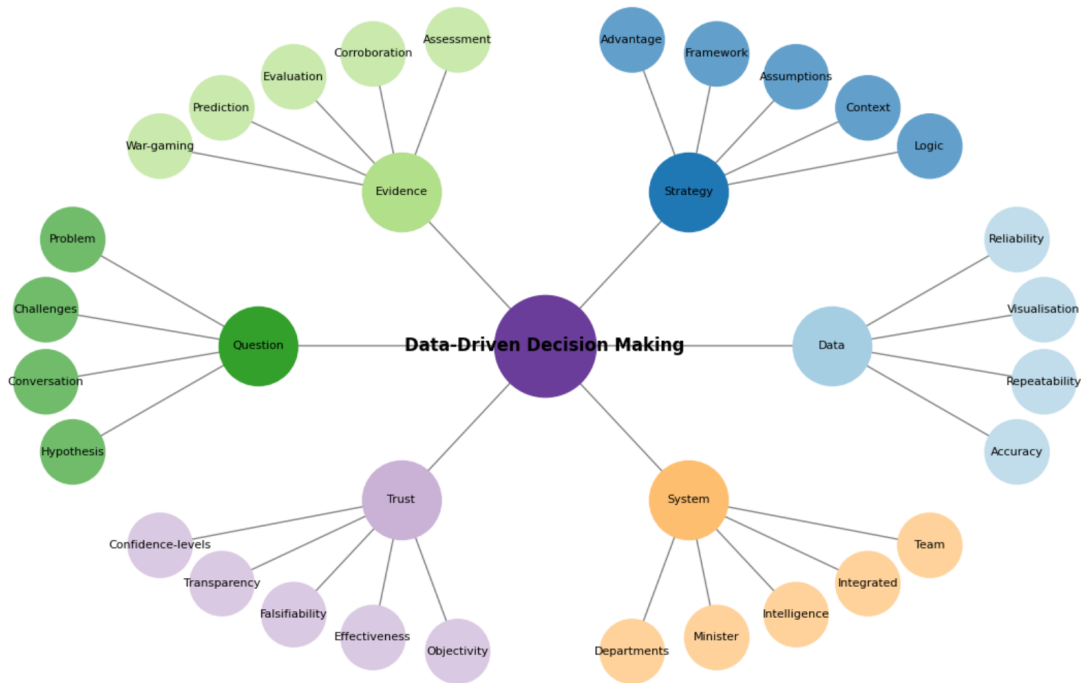 Assessment
Advantage
Corroboration
Framework
Evaluation
Assumptions
Prediction
Context
War-gaming
Logic
Evidence
Strategy
Problem
Reliability
Challenges
Visualisation
Question
Data-Driven Decision Making
Data
Conversation
Repeatability
Hypothesis
Accuracy
Trust
System
Confidence-levels
Team
Transparency
Integrated
Falsifiability
Intelligence
Effectiveness
Minister
Objectivity
Departments